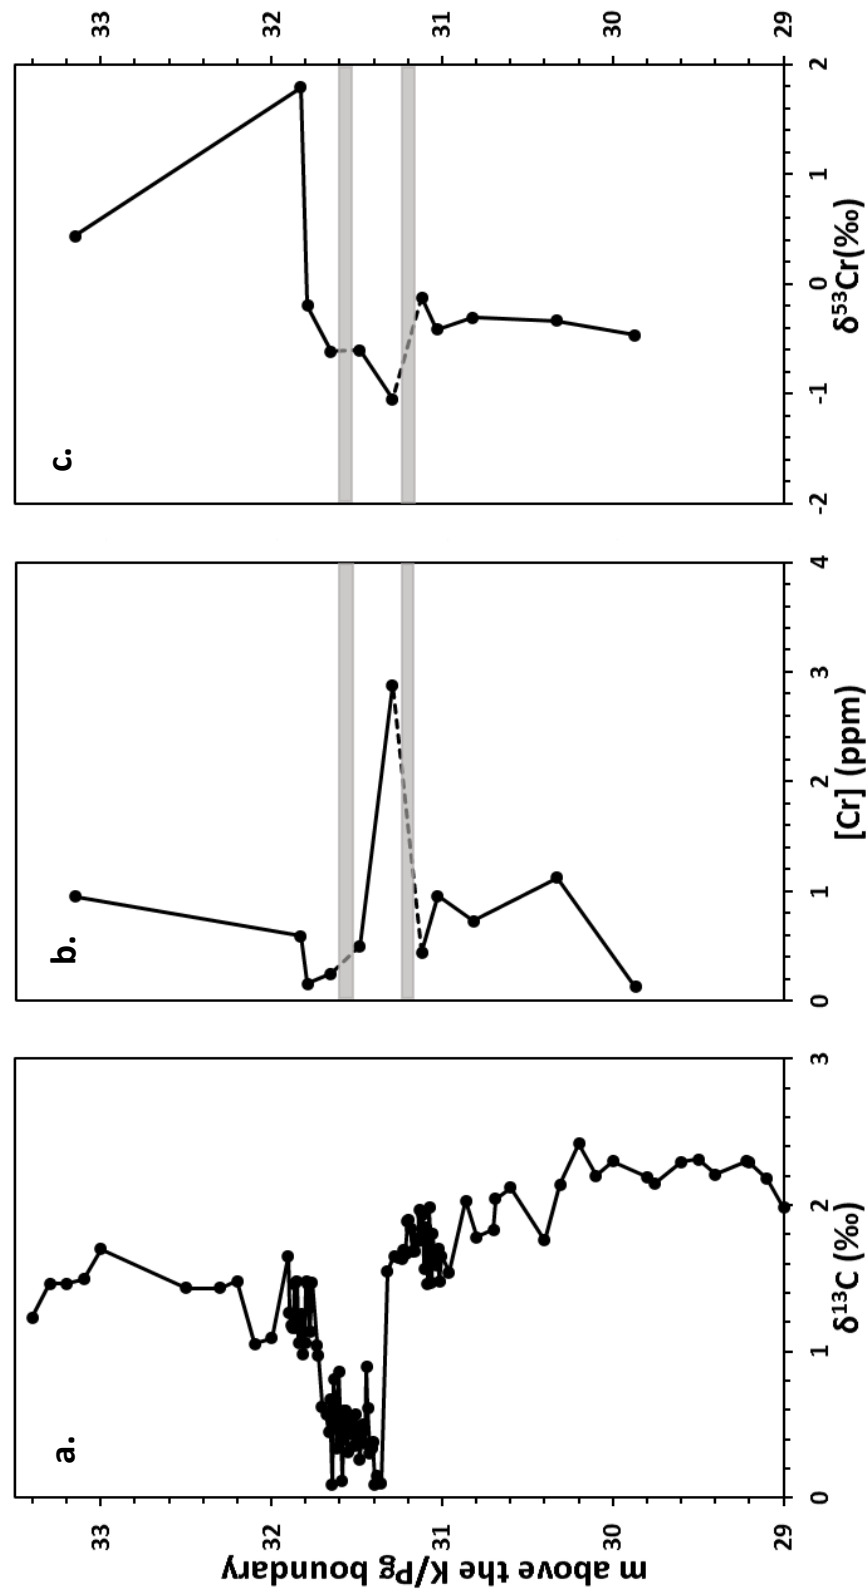 a.
b.
c.
m above the K/Pg boundary
33
32
31
30
29
0 1 2 3
δ¹³C (‰)
0 1 2 3 4
[Cr] (ppm)
-2 -1 0 1 2
δ⁵³Cr(‰)
33
32
31
30
29